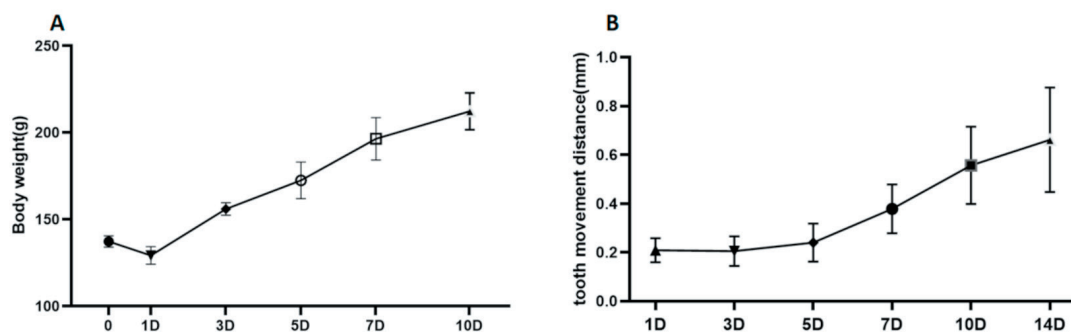 A
Body weight(g)
250
200
150
100
0 1D 3D 5D 7D 10D
B
tooth movement distance(mm)
1.0
0.8
0.6
0.4
0.2
0.0
1D 3D 5D 7D 10D 14D